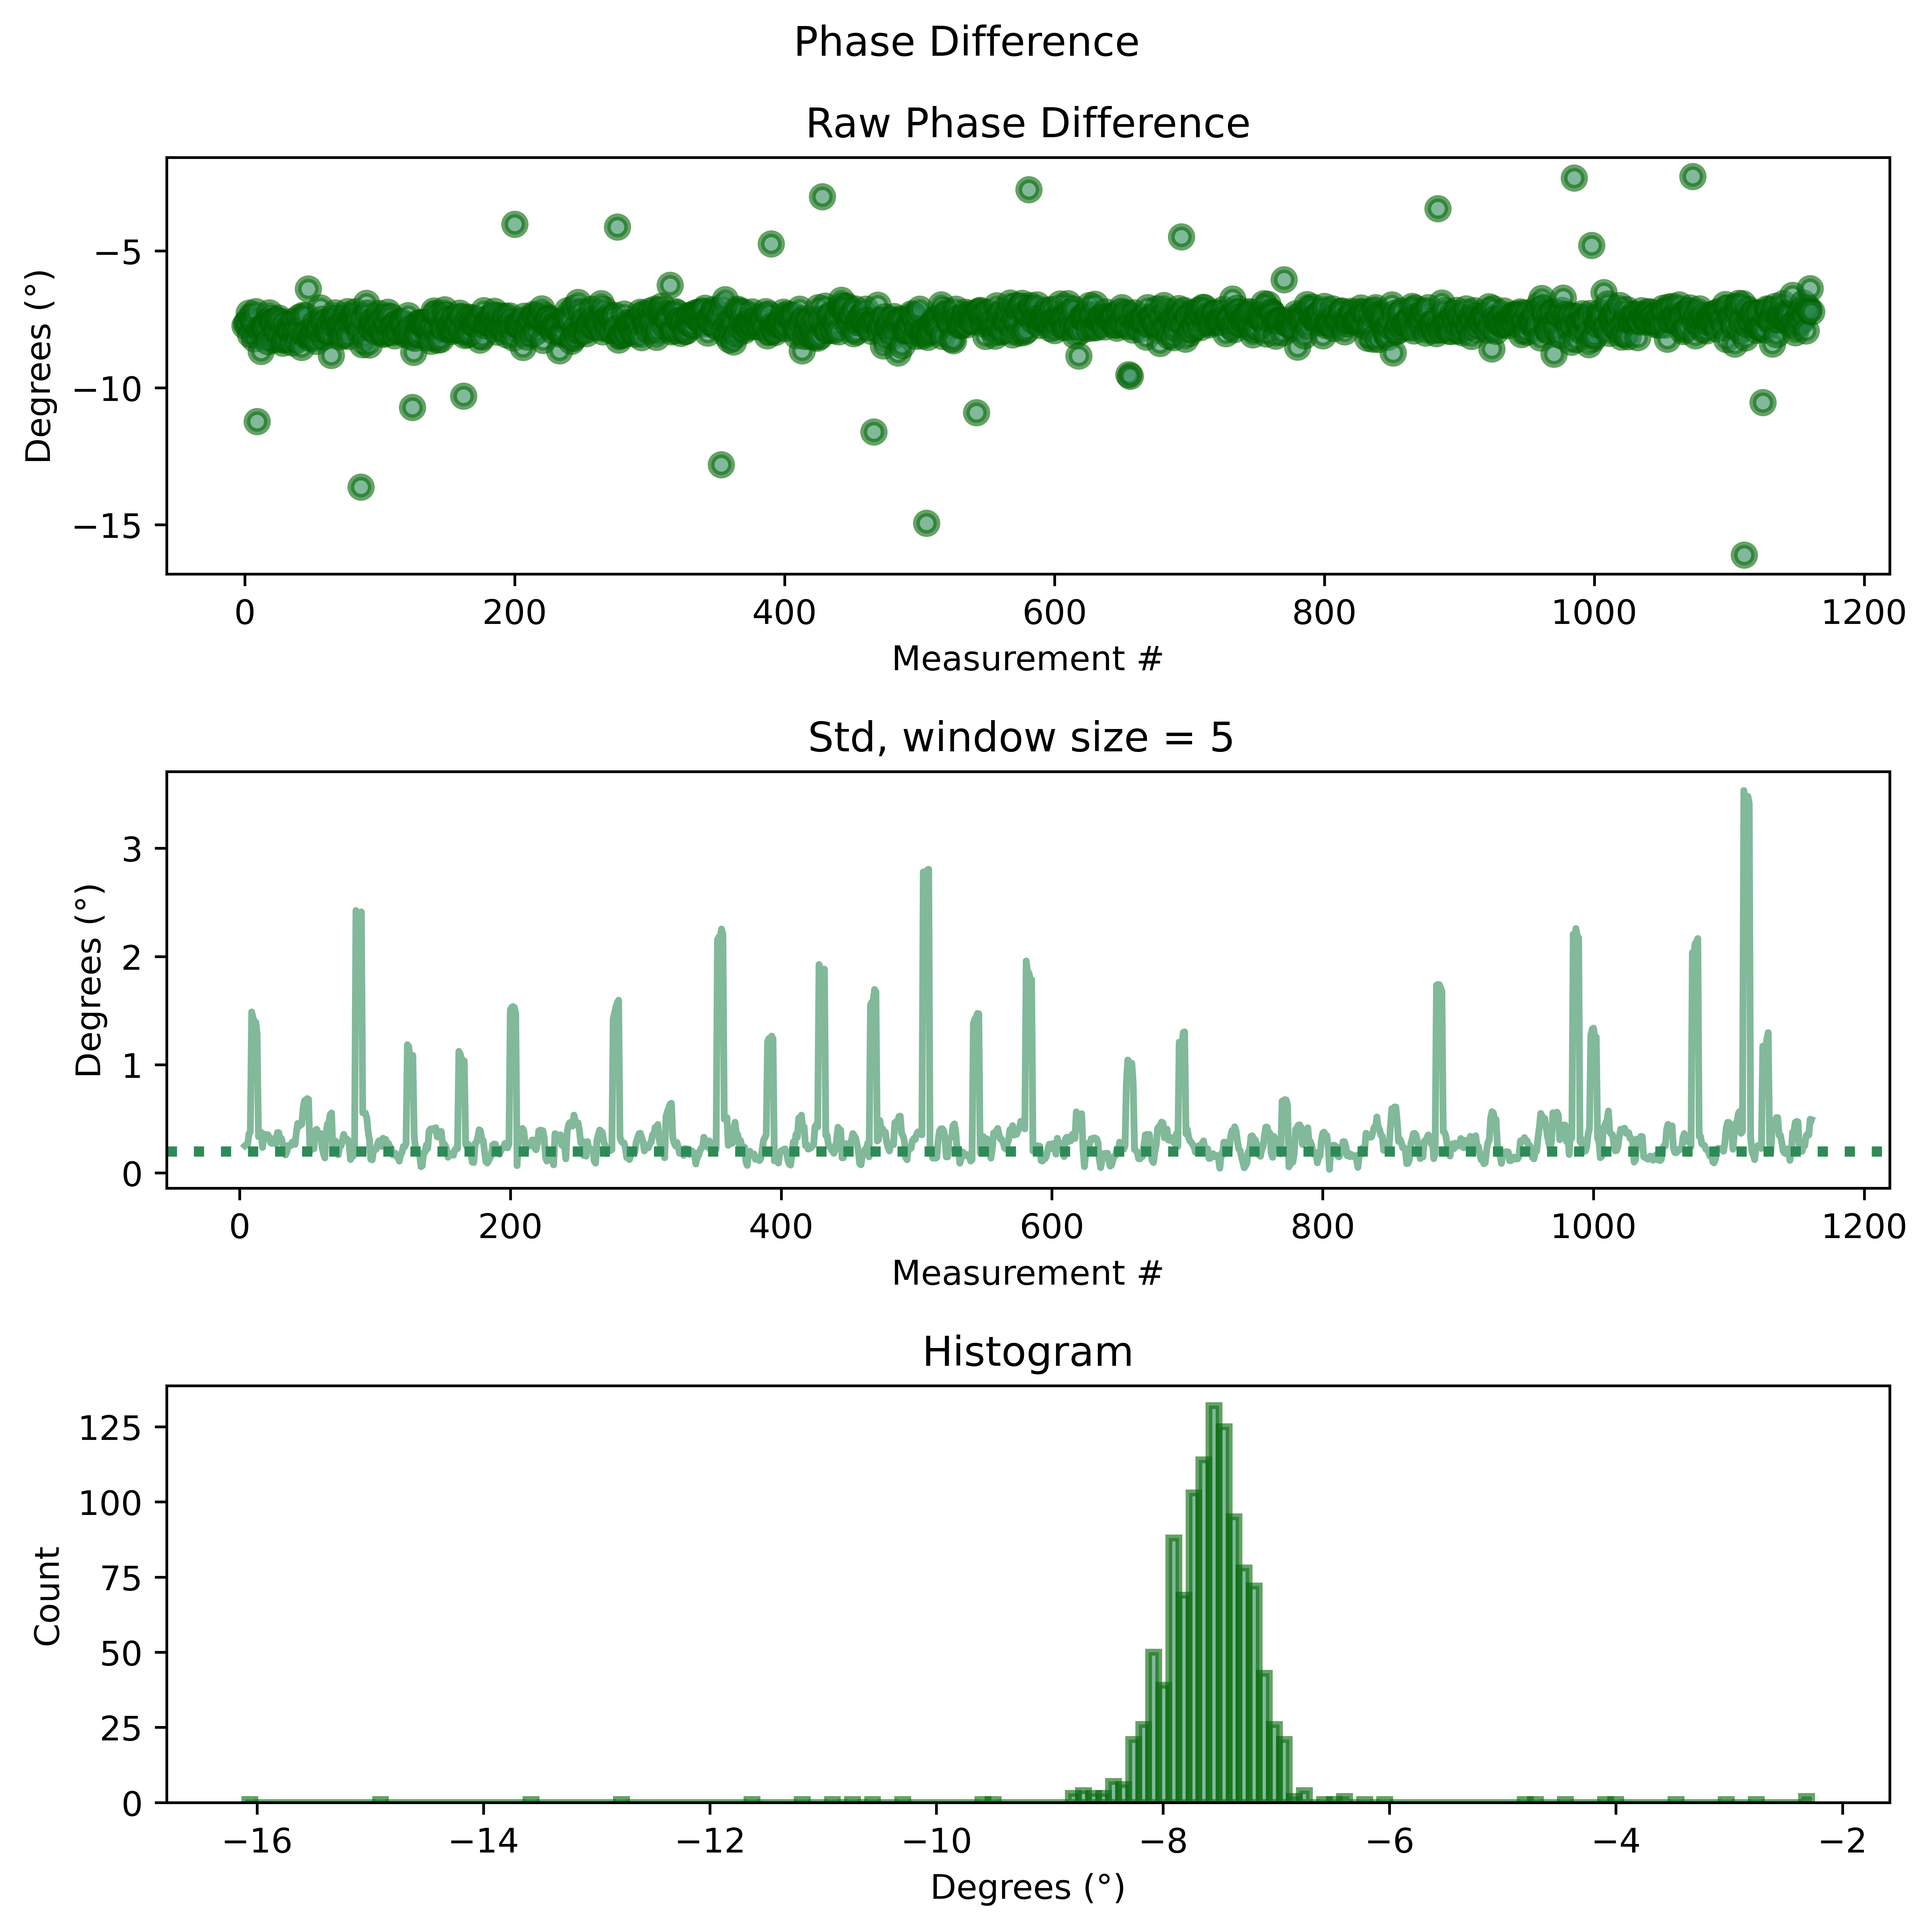 Phase Difference
Raw Phase Difference
Degrees (°)
−5
−10
−15
0 200 400 600 800 1000 1200
Measurement #
Std, window size = 5
Degrees (°)
3
2
1
0
0 200 400 600 800 1000 1200
Measurement #
Histogram
Count
125
100
75
50
25
0
−16 −14 −12 −10 −8 −6 −4 −2
Degrees (°)